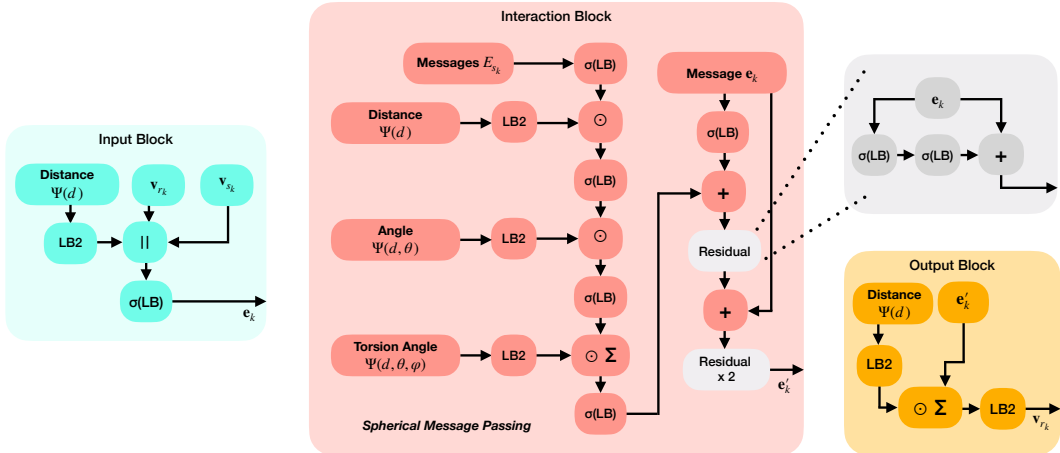 Input Block
Distance
Ψ(d)
v_{r_k}
v_{s_k}
LB2
||
σ(LB)
e_k
Interaction Block
Messages E_{s_k}
σ(LB)
Distance
Ψ(d)
LB2
⊙
σ(LB)
Angle
Ψ(d, θ)
LB2
⊙
σ(LB)
Torsion Angle
Ψ(d, θ, φ)
LB2
⊙ Σ
σ(LB)
Spherical Message Passing
Message e_k
σ(LB)
+
Residual
+
Residual
x 2
e′_k
e_k
σ(LB)
σ(LB)
+
Output Block
Distance
Ψ(d)
e′_k
LB2
⊙ Σ
LB2
v_{r_k}